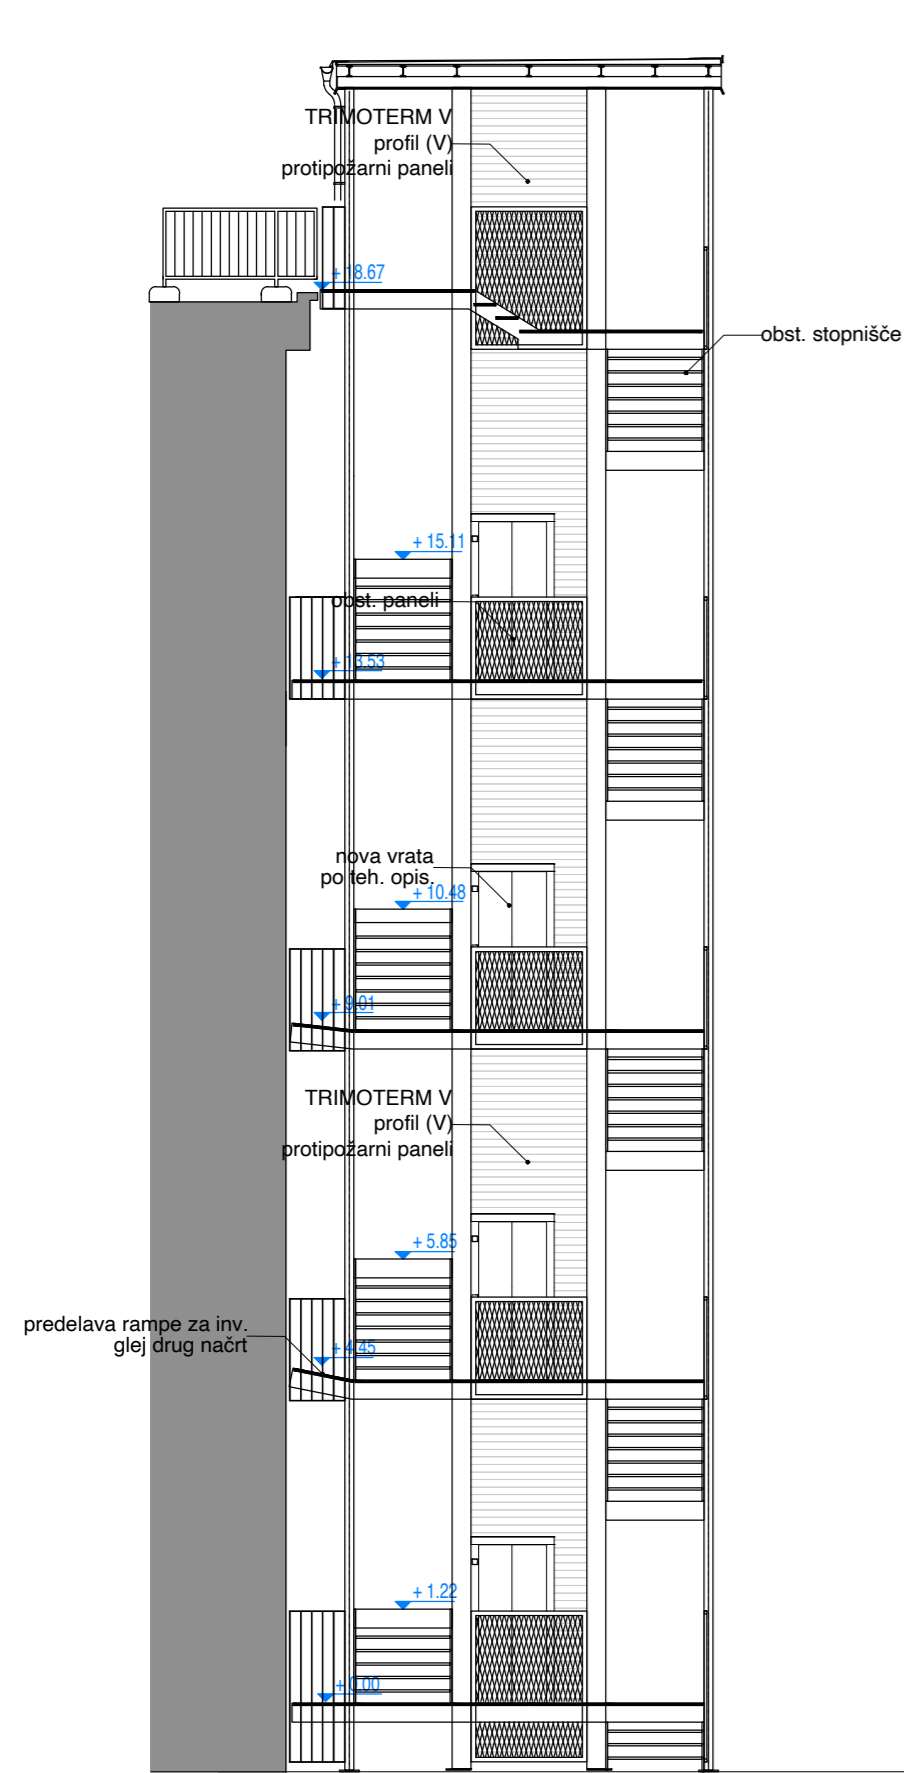 TRIMOTERM V
profil (V)
protipožarni paneli
+ 18.67
obst. stopnišče
+ 15.11
obst. paneli
+ 13.53
nova vrata
po teh. opis.
+ 10.48
+ 9.01
TRIMOTERM V
profil (V)
protipožarni paneli
+ 5.85
predelava rampe za inv.
glej drug načrt
+ 4.45
+ 1.22
+ 0.00